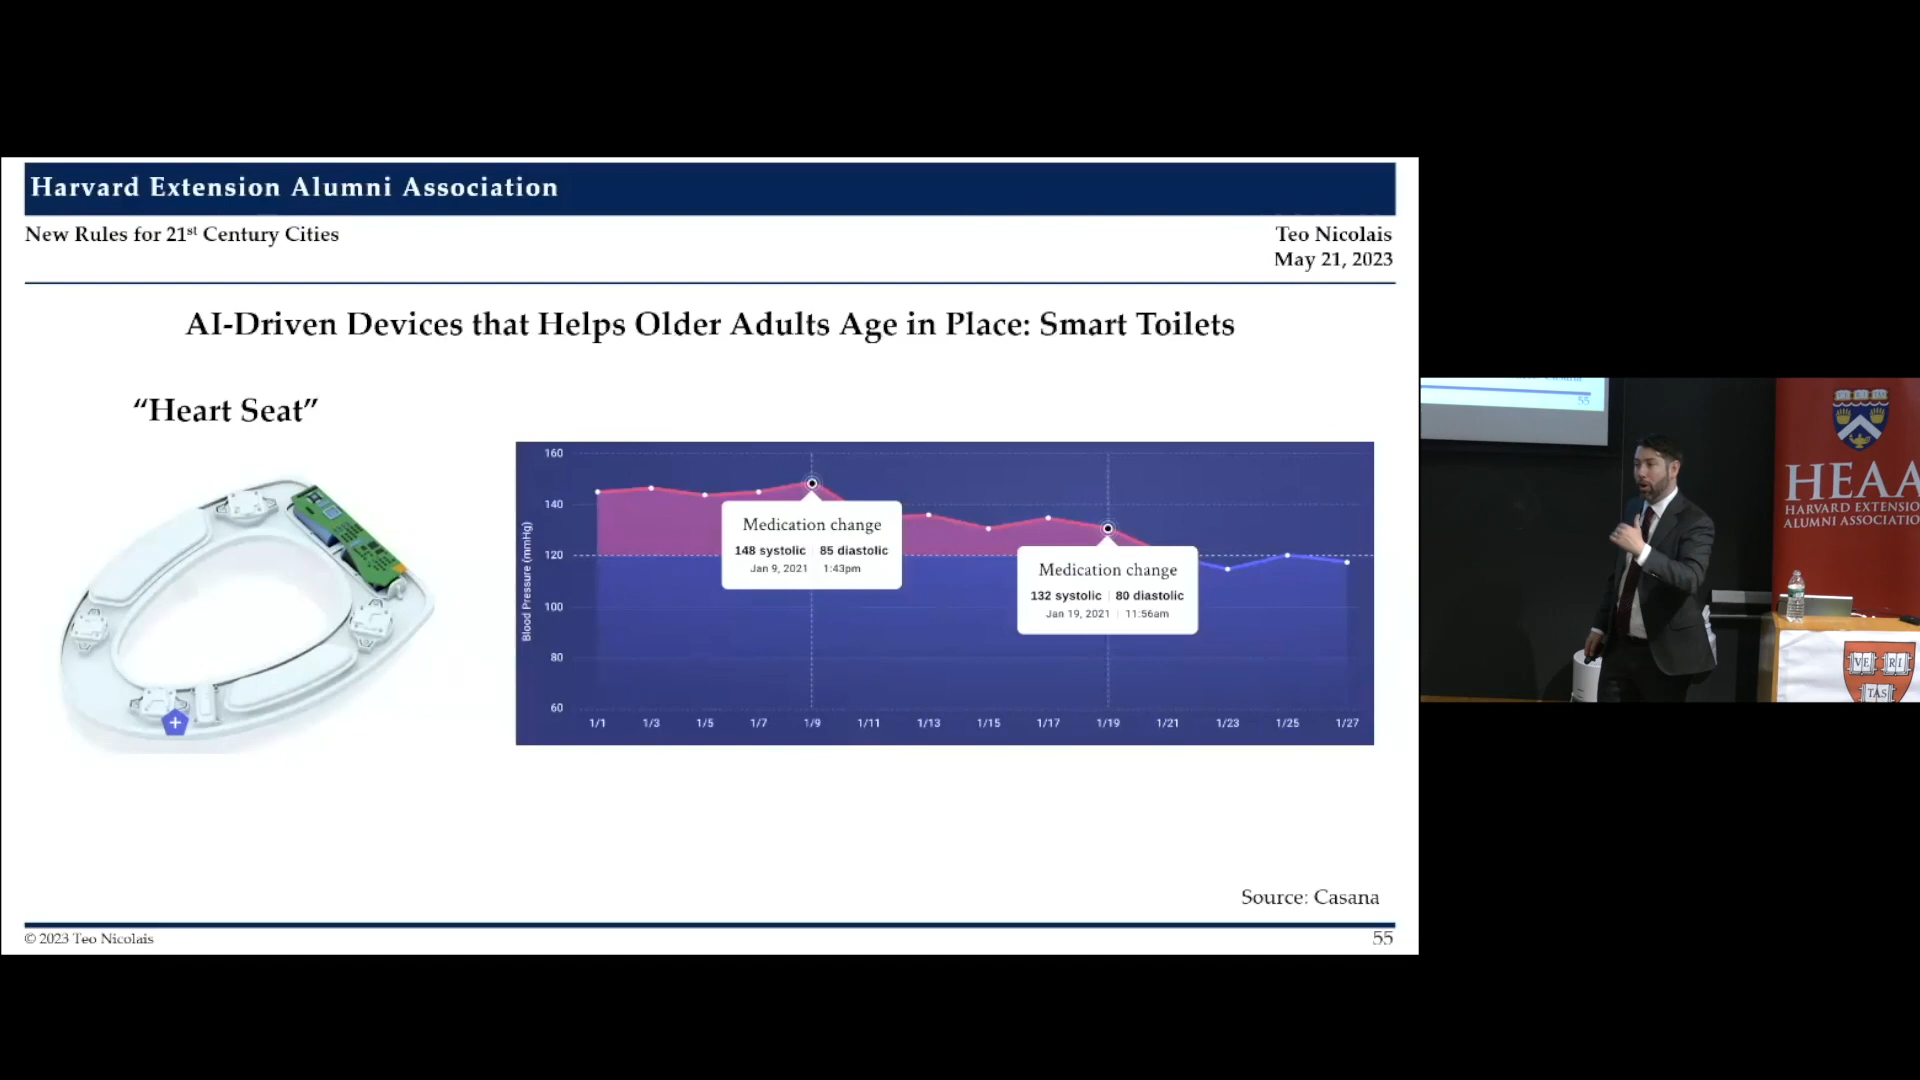 Harvard Extension Alumni Association
New Rules for 21st Century Cities
Teo Nicolais
May 21, 2023
AI-Driven Devices that Helps Older Adults Age in Place: Smart Toilets
“Heart Seat”
Blood Pressure (mmHg)
160
140
120
100
80
60
Medication change
148 systolic | 85 diastolic
Jan 9, 2021 | 1:43pm
Medication change
132 systolic | 80 diastolic
Jan 19, 2021 | 11:56am
1/1 1/3 1/5 1/7 1/9 1/11 1/13 1/15 1/17 1/19 1/21 1/23 1/25 1/27
Source: Casana
© 2023 Teo Nicolais
55
55
HEAA
HARVARD EXTENSIO
ALUMNI ASSOCIATIO
VE RI
TAS